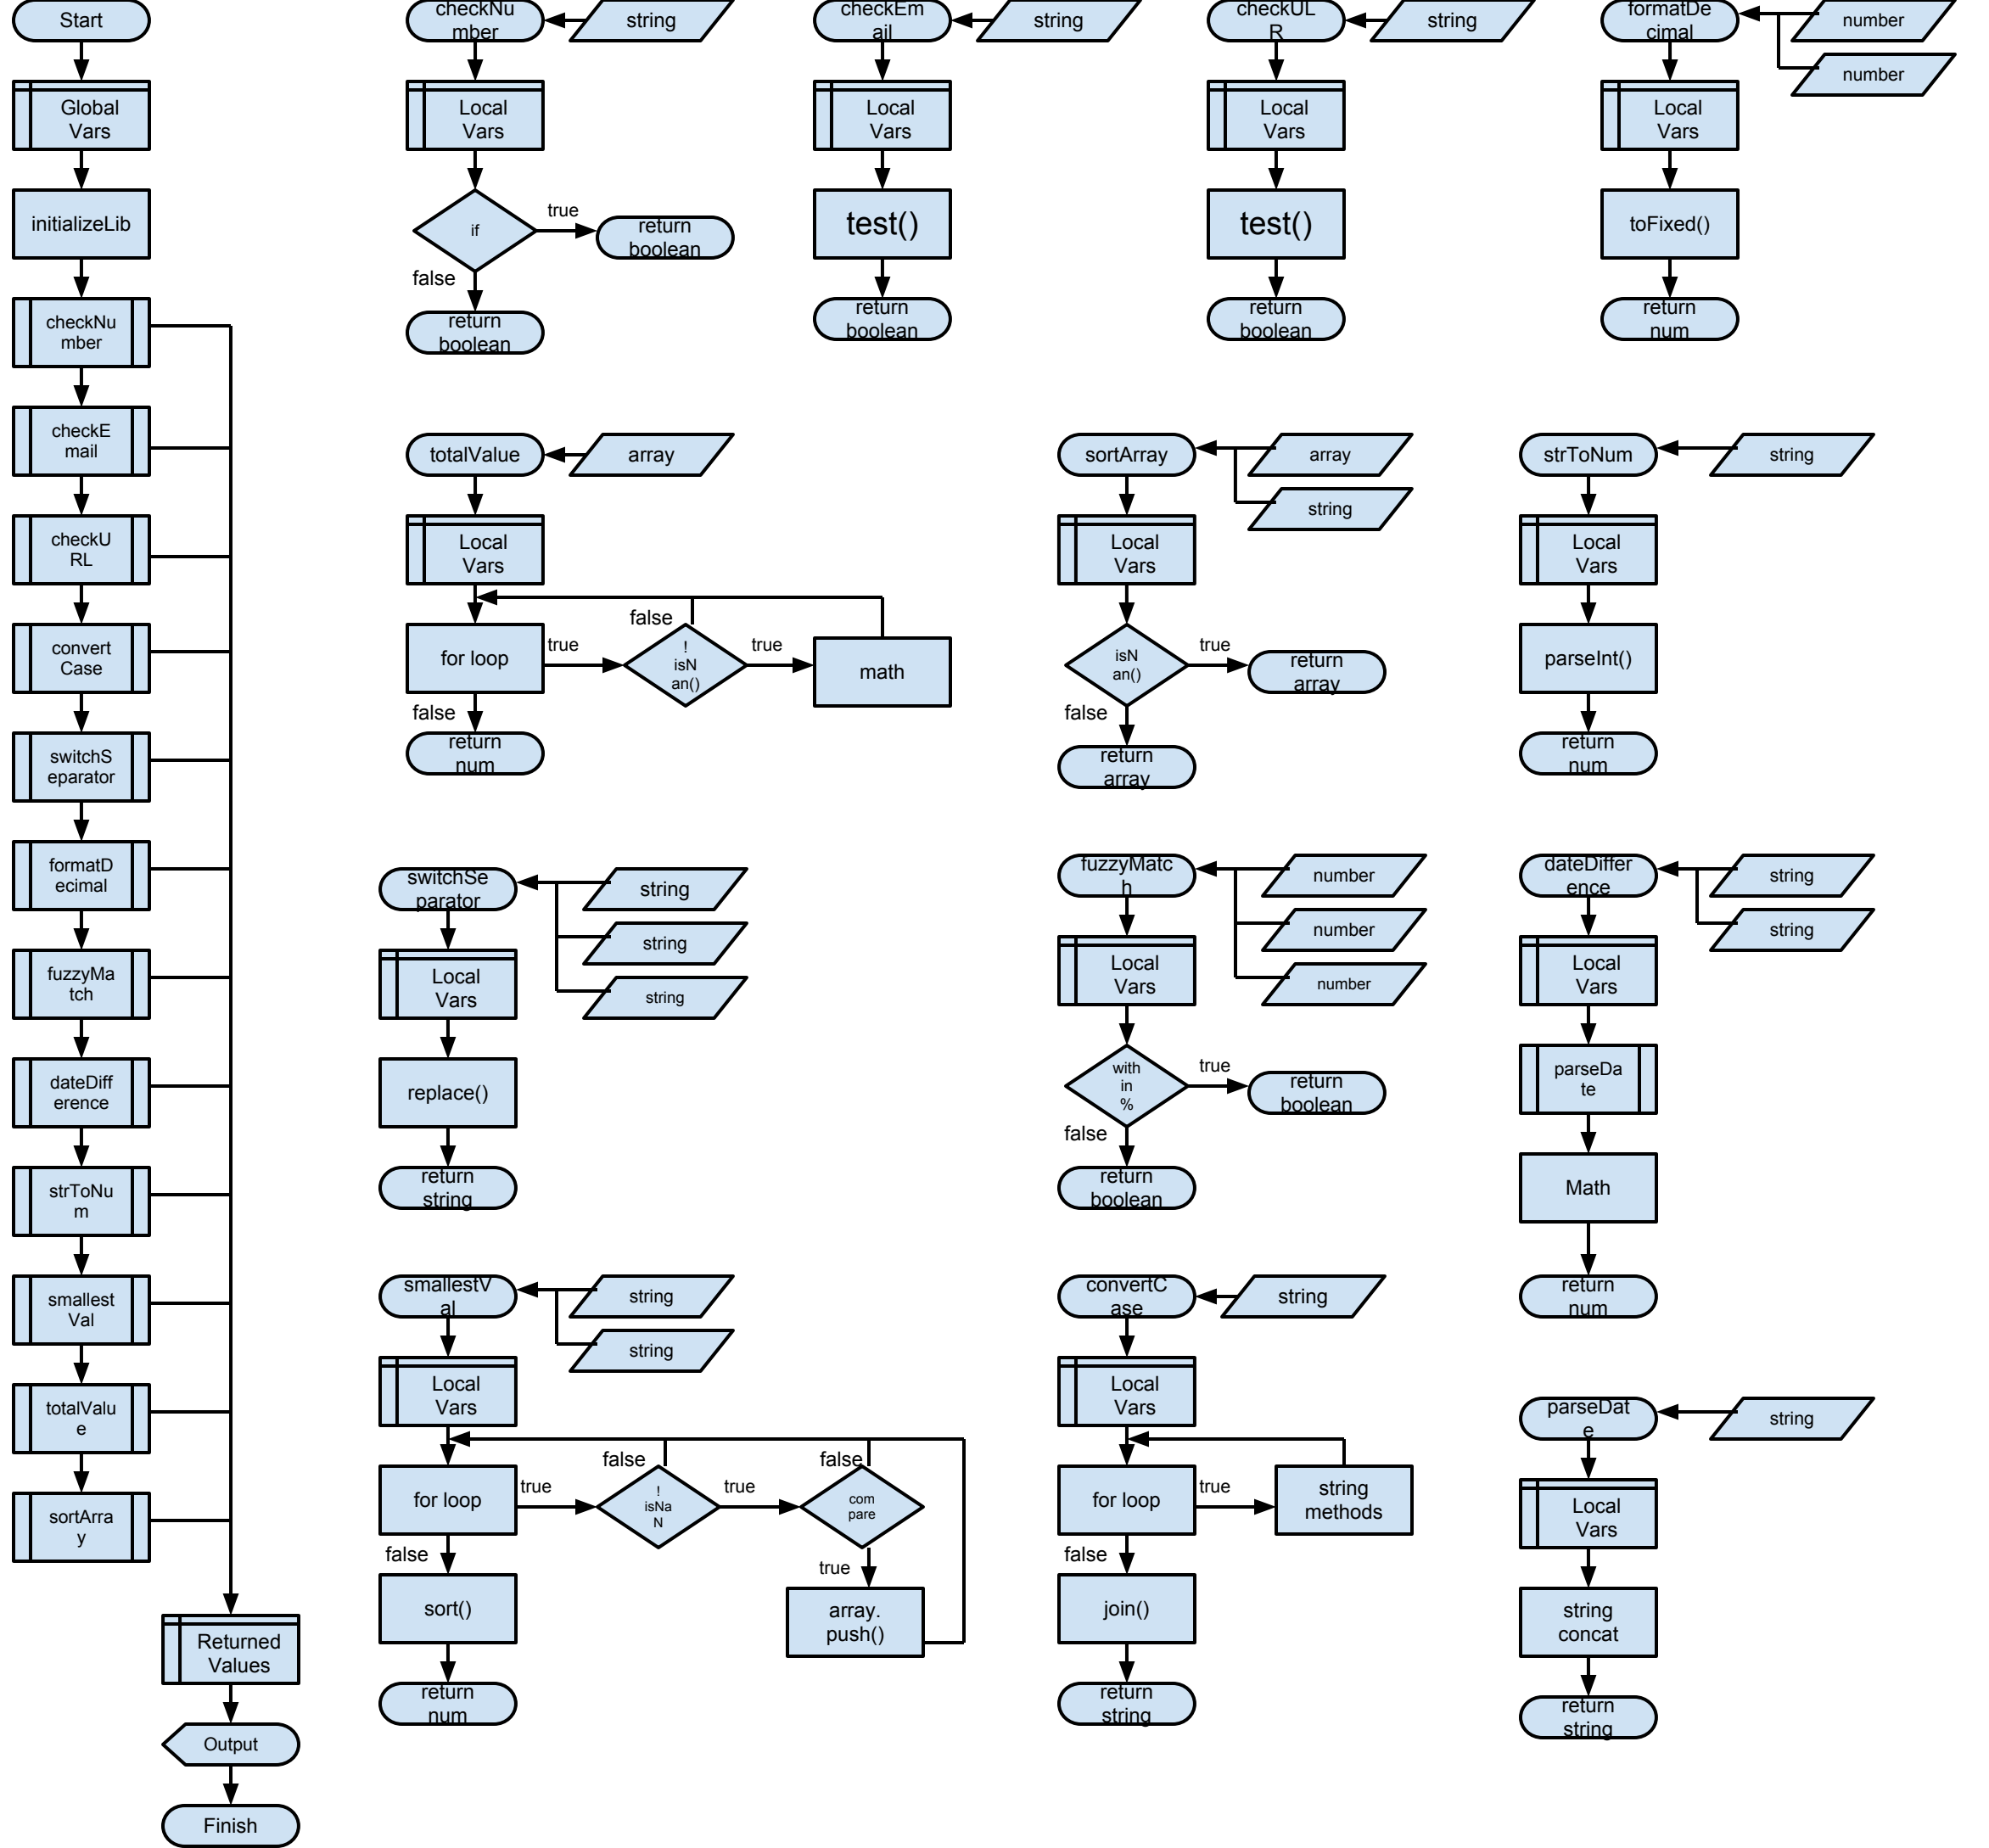 Start
Global
Vars
initializeLib
checkNu
mber
checkE
mail
checkU
RL
convert
Case
switchS
eparator
formatD
ecimal
fuzzyMa
tch
dateDiff
erence
strToNu
m
smallest
Val
totalValu
e
sortArra
y
Returned
Values
Output
Finish
checkNu
mber
string
Local
Vars
if
true
return
boolean
false
return
boolean
checkEm
ail
string
Local
Vars
test()
return
boolean
checkUL
R
string
Local
Vars
test()
return
boolean
formatDe
cimal
number
number
Local
Vars
toFixed()
return
num
totalValue
array
Local
Vars
for loop
true
false
!
isN
an()
true
math
false
return
num
sortArray
array
string
Local
Vars
isN
an()
true
return
array
false
return
array
strToNum
string
Local
Vars
parseInt()
return
num
switchSe
parator
string
string
string
Local
Vars
replace()
return
string
fuzzyMatc
h
number
number
number
Local
Vars
with
in
%
true
return
boolean
false
return
boolean
dateDiffer
ence
string
string
Local
Vars
parseDa
te
Math
return
num
smallestV
al
string
string
Local
Vars
for loop
true
false
!
isNa
N
true
false
com
pare
true
array.
push()
false
sort()
return
num
convertC
ase
string
Local
Vars
for loop
true
string
methods
false
join()
return
string
parseDat
e
string
Local
Vars
string
concat
return
string